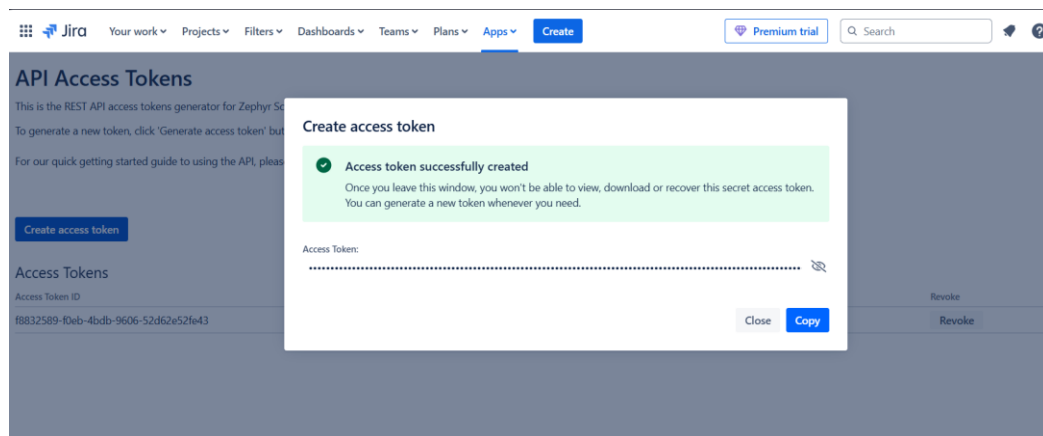 Jira Your work Projects Filters Dashboards Teams Plans Apps Create Premium trial Search
API Access Tokens
This is the REST API access tokens generator for Zephyr Sc
To generate a new token, click 'Generate access token' but
For our quick getting started guide to using the API, pleas
Create access token
Access Tokens
Access Token ID
Revoke
f8832589-f0eb-4bdb-9606-52d62e52fe43
Revoke
Create access token
Access token successfully created
Once you leave this window, you won't be able to view, download or recover this secret access token.
You can generate a new token whenever you need.
Access Token:
Close Copy